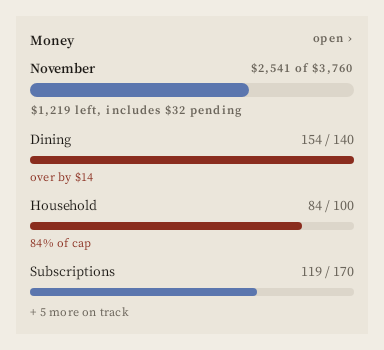 Money open ›
November $2,541 of $3,760
$1,219 left, includes $32 pending
Dining 154 / 140
over by $14
Household 84 / 100
84% of cap
Subscriptions 119 / 170
+ 5 more on track